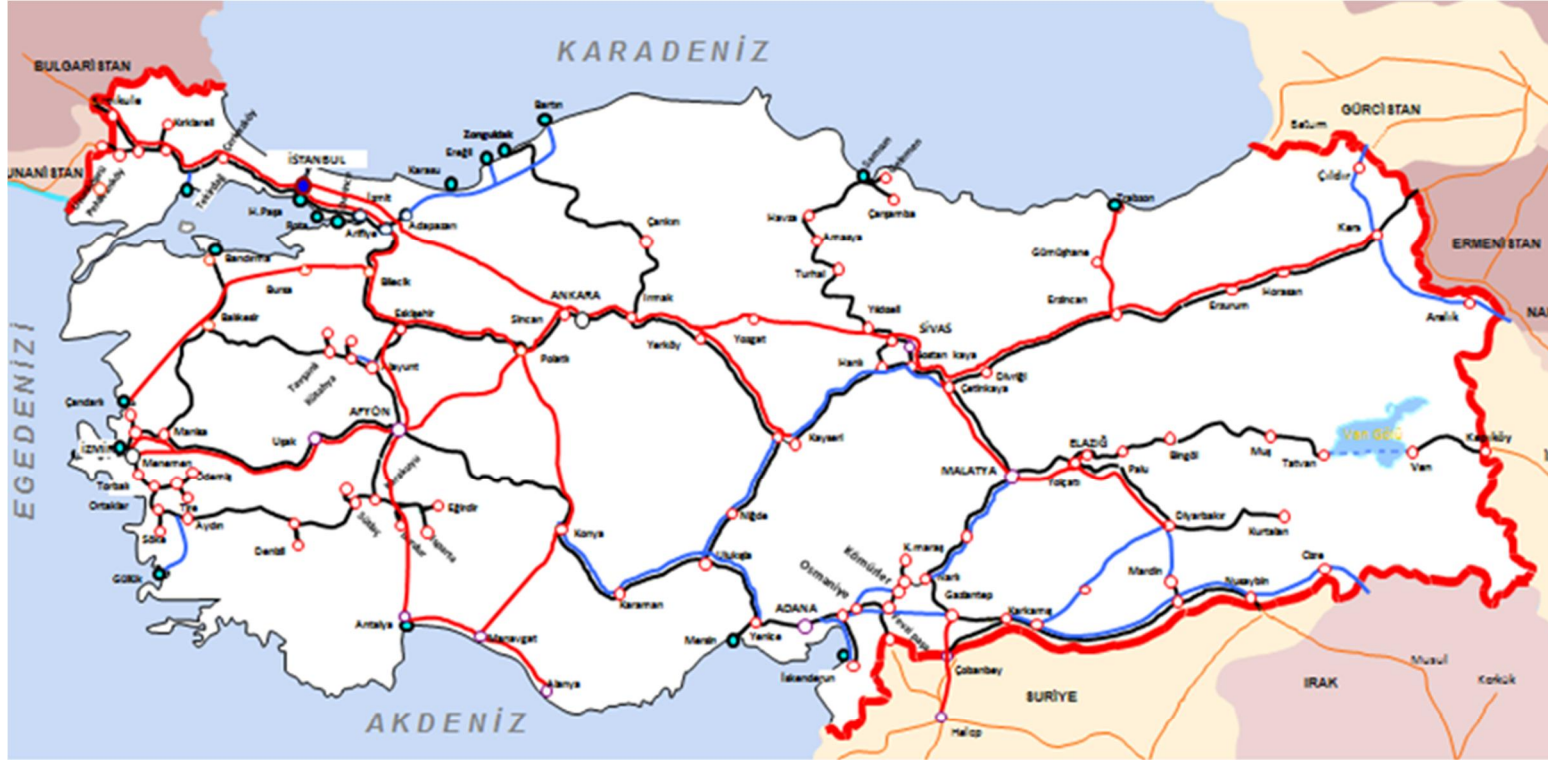 KARADENİZ
BULGARİSTAN
Kırklareli
Çerkezköy
Tekirdağ
İSTANBUL
H.Paşa
İzmit
Arifiye
Adapazarı
Karasu
Ereğli
Zonguldak
Bartın
Çankırı
Samsun
Çarşamba
Havza
Amasya
Turhal
Yıldızeli
Trabzon
Gümüşhane
Batum
GÜRCİSTAN
Çıldır
Kars
ERMENİSTAN
Bandırma
Bursa
Bilecik
Balıkesir
Eskişehir
ANKARA
Sincan
Irmak
Polatlı
Yerköy
Yozgat
SİVAS
Hanlı
Bostan kaya
Divriği
Çetinkaya
Erzincan
Erzurum
Horasan
Aralık
NA
EGEDENİZİ
Tavşanlı
Kütahya
Çandarlı
Manisa
Uşak
AFYON
Kayseri
MALATYA
ELAZIĞ
Yolçatı
Palu
Bingöl
Muş
Tatvan
Van Gölü
Van
Kapıköy
İZMİR
Menemen
Torbalı
Ödemiş
Tire
Ortaklar
Aydın
Söke
Güllük
Denizli
Sütlaç
Karakuyu
Burdur
Isparta
Eğirdir
Konya
Karaman
Niğde
Ulukışla
Diyarbakır
Kurtalan
Mardin
Nusaybin
Cizre
K.maraş
Kömürler
Osmaniye
Narlı
Gaziantep
Karkamış
ADANA
Yenice
Mersin
İskenderun
Fevzi paşa
Çobanbey
Antalya
Manavgat
Alanya
AKDENİZ
SURİYE
Halep
IRAK
Musul
Kerkük